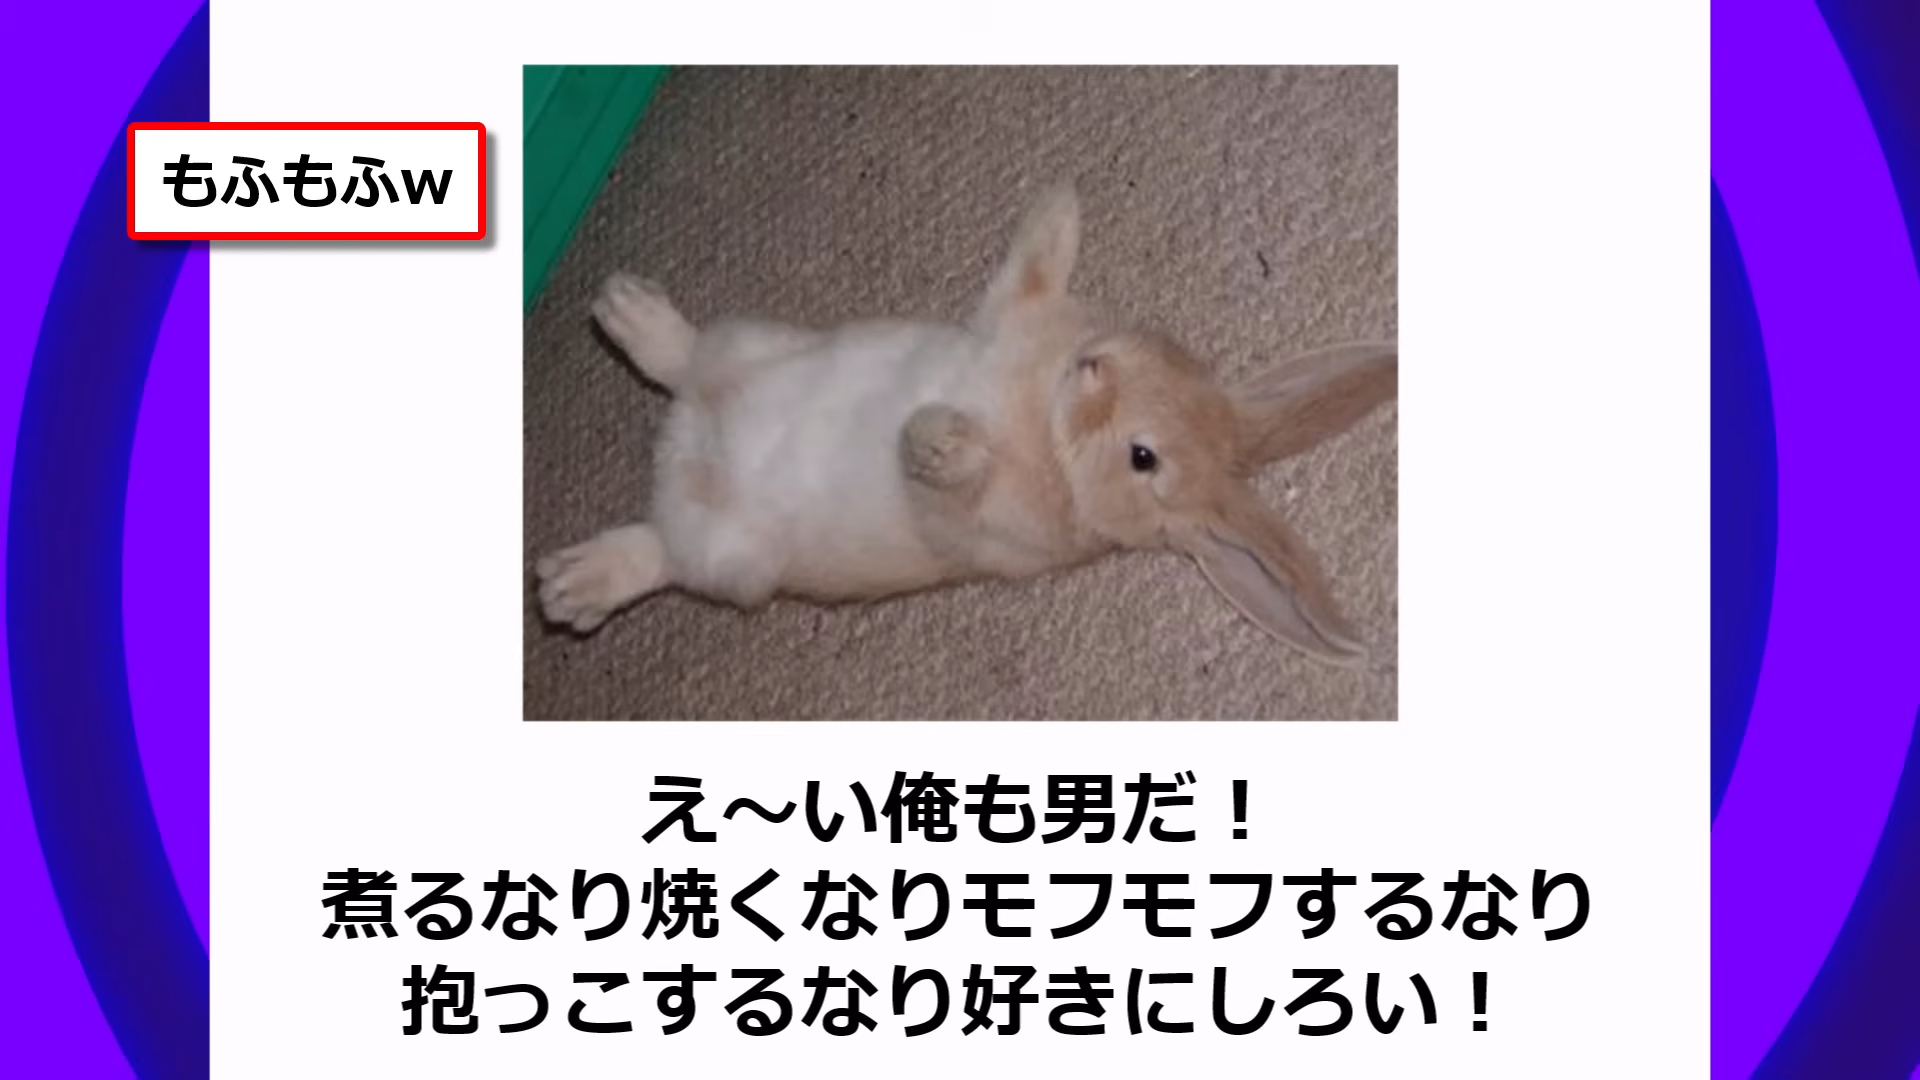 もふもふw
え～い俺も男だ！
煮るなり焼くなりモフモフするなり
抱っこするなり好きにしろい！